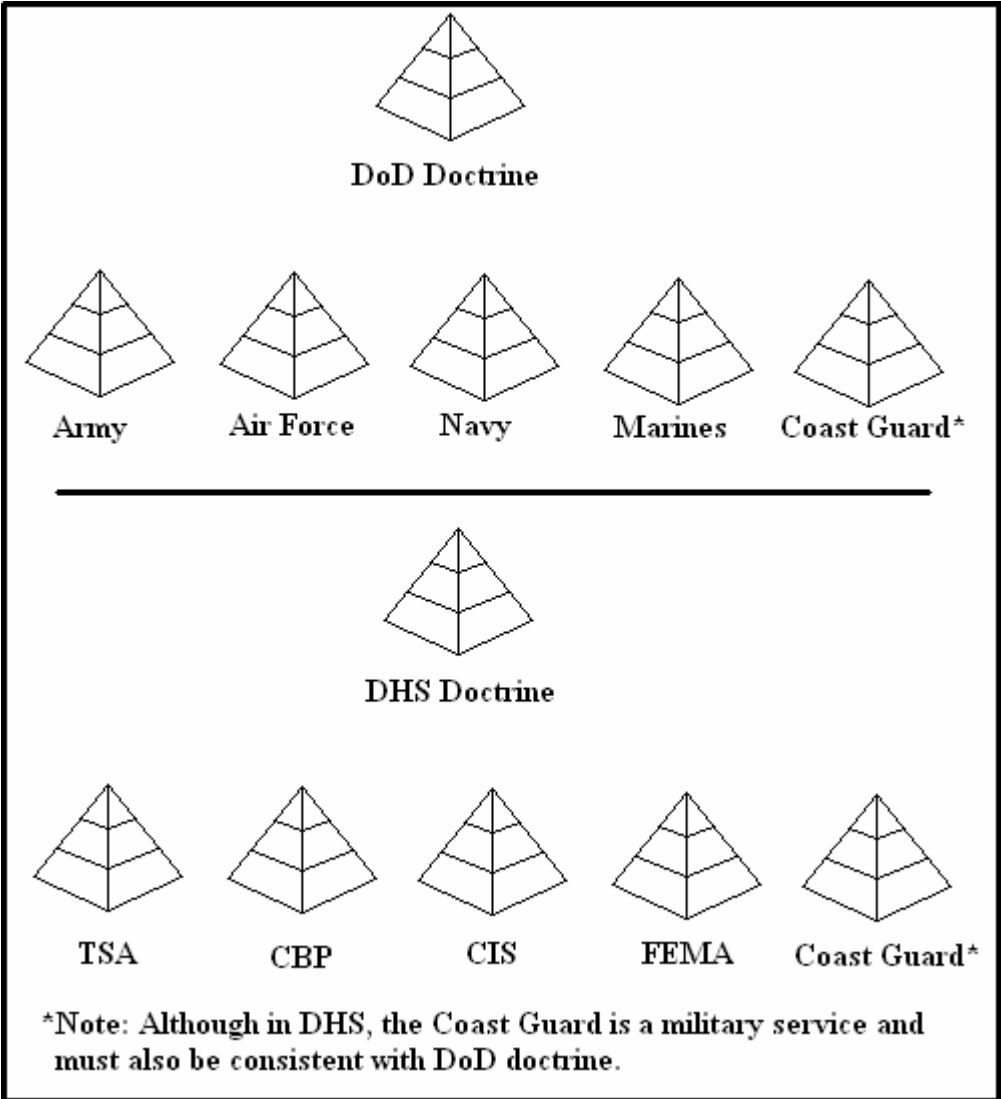 DoD Doctrine
Army
Air Force
Navy
Marines
Coast Guard*
DHS Doctrine
TSA
CBP
CIS
FEMA
Coast Guard*
*Note: Although in DHS, the Coast Guard is a military service and
must also be consistent with DoD doctrine.